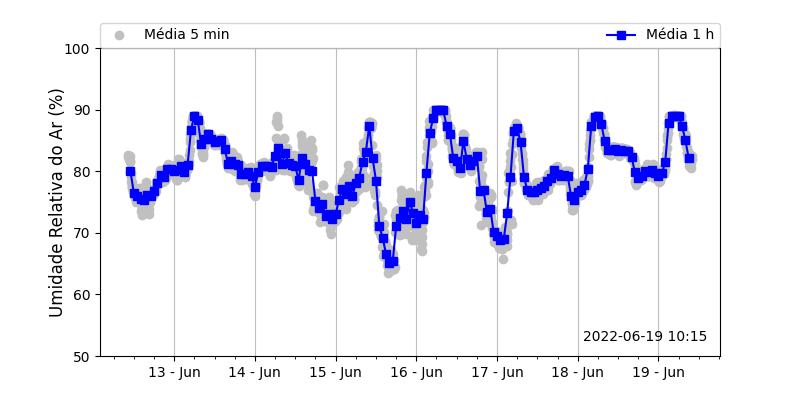 Média 5 min Média 1 h
100
90
80
70
60
50
Umidade Relativa do Ar (%)
2022-06-19 10:15
13 - Jun 14 - Jun 15 - Jun 16 - Jun 17 - Jun 18 - Jun 19 - Jun